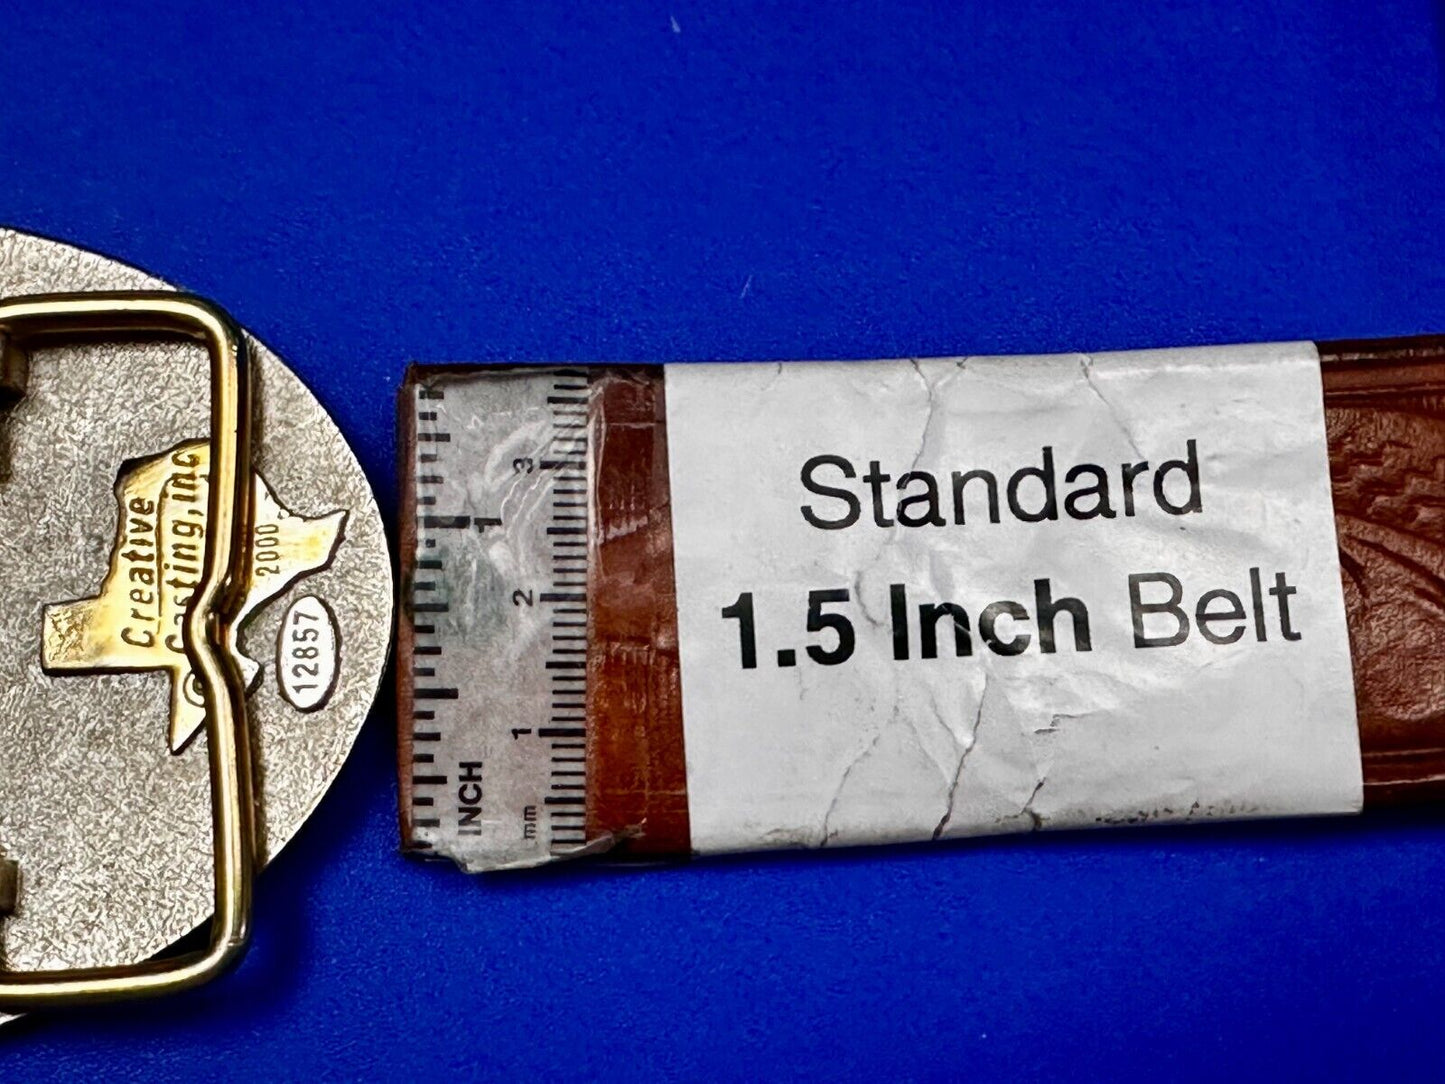 Creative
Casting,inc
2000
12857
3
1
2
1
INCH
mm
Standard
1.5 Inch Belt